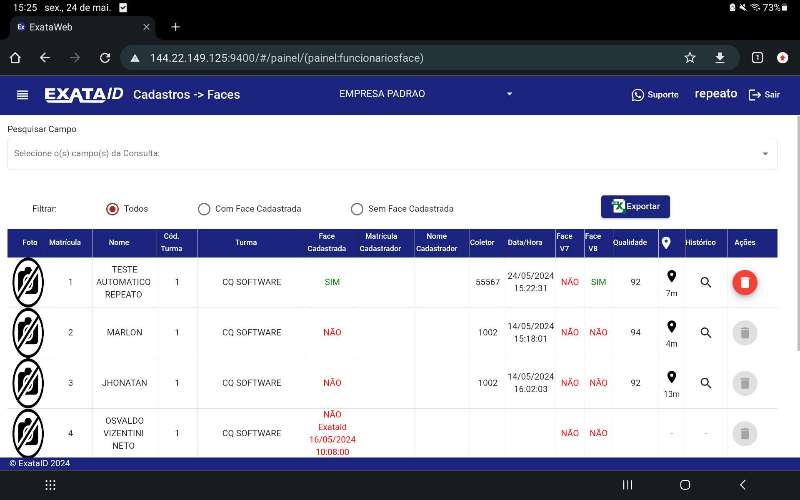 15:25 sex., 24 de mai.
73%
Ex ExataWeb
144.22.149.125:9400/#/painel/(painel:funcionariosface)
1
EXATAID Cadastros -> Faces EMPRESA PADRAO Suporte repeato Sair
Pesquisar Campo
Selecione o(s) campo(s) da Consulta:
Filtrar: Todos Com Face Cadastrada Sem Face Cadastrada Exportar
Foto Matrícula Nome Cód. Turma Turma Face Cadastrada Matrícula Cadastrador Nome Cadastrador Coletor Data/Hora Face V7 Face V8 Qualidade Histórico Ações
1 TESTE AUTOMATICO REPEATO 1 CQ SOFTWARE SIM 55567 24/05/2024 15:22:31 NÃO SIM 92 7m
2 MARLON 1 CQ SOFTWARE NÃO 1002 14/05/2024 15:18:01 NÃO NÃO 94 4m
3 JHONATAN 1 CQ SOFTWARE NÃO 1002 14/05/2024 16:02:03 NÃO NÃO 92 13m
4 OSVALDO VIZENTINI NETO 1 CQ SOFTWARE NÃO Exataid 16/05/2024 10:08:00 NÃO NÃO - -
© ExataID 2024